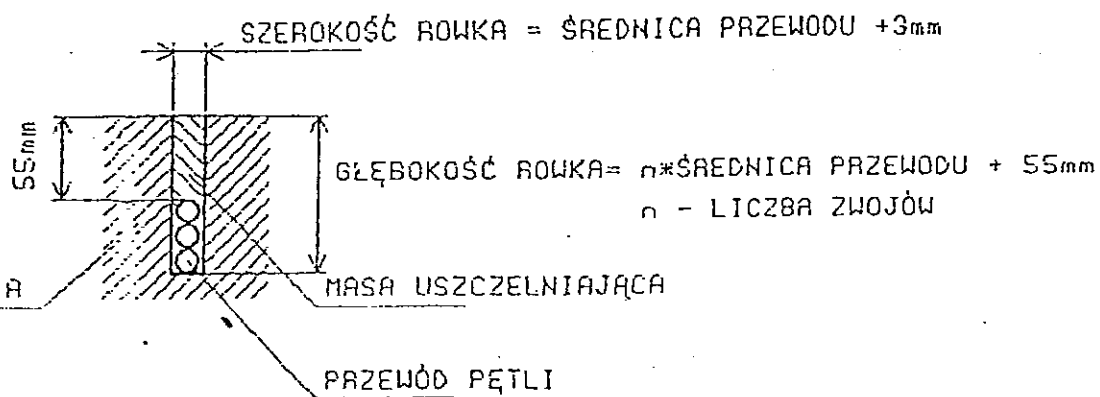 SZEROKOŚĆ ROWKA = ŚREDNICA PRZEWODU +3mm
55mm
GŁĘBOKOŚĆ ROWKA= n*ŚREDNICA PRZEWODU + 55mm
n - LICZBA ZWOJÓW
A
MASA USZCZELNIAJĄCA
PRZEWÓD PĘTLI